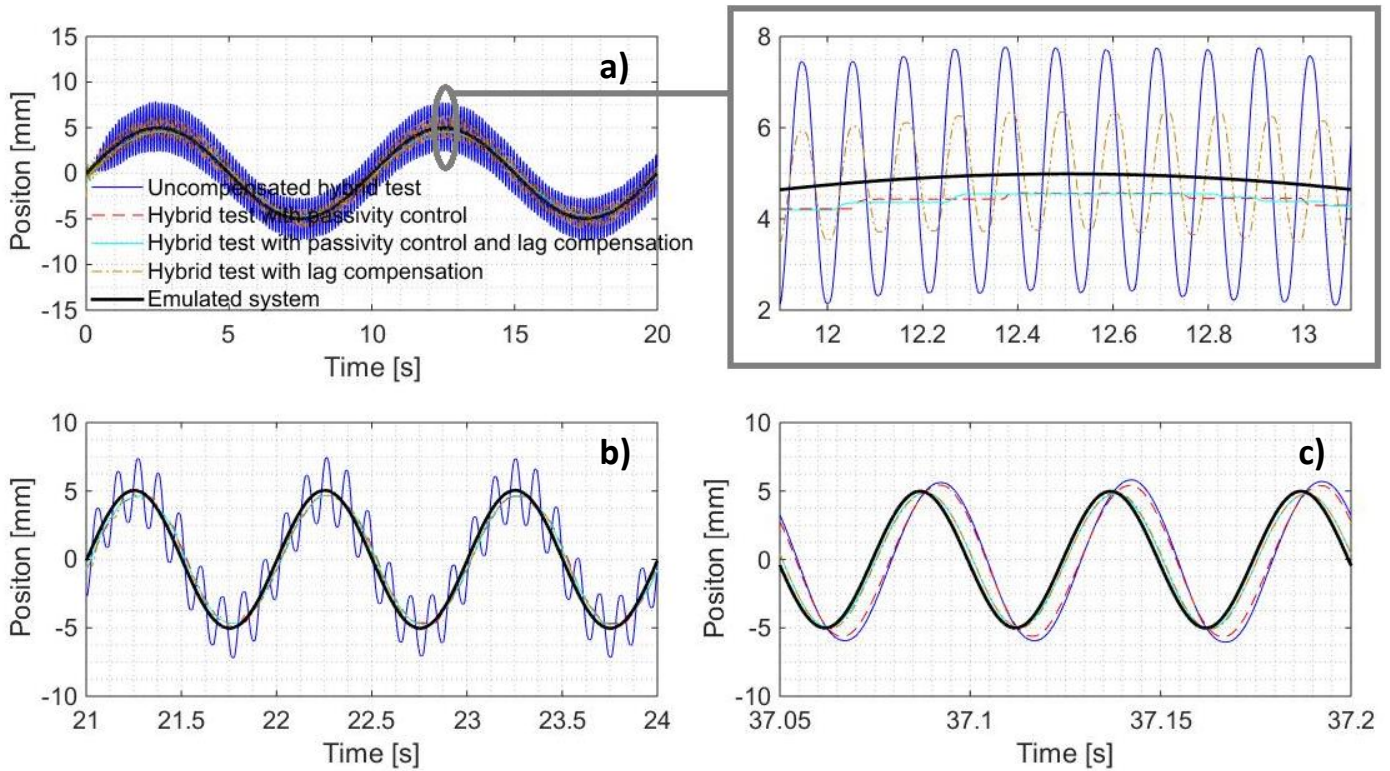 15
10
5
0
-5
-10
-15
Positon [mm]
a)
Uncompensated hybrid test
Hybrid test with passivity control
Hybrid test with passivity control and lag compensation
Hybrid test with lag compensation
Emulated system
0 5 10 15 20
Time [s]
8
6
4
2
12 12.2 12.4 12.6 12.8 13
10
5
0
-5
-10
Positon [mm]
b)
21 21.5 22 22.5 23 23.5 24
Time [s]
10
5
0
-5
-10
Positon [mm]
c)
37.05 37.1 37.15 37.2
Time [s]